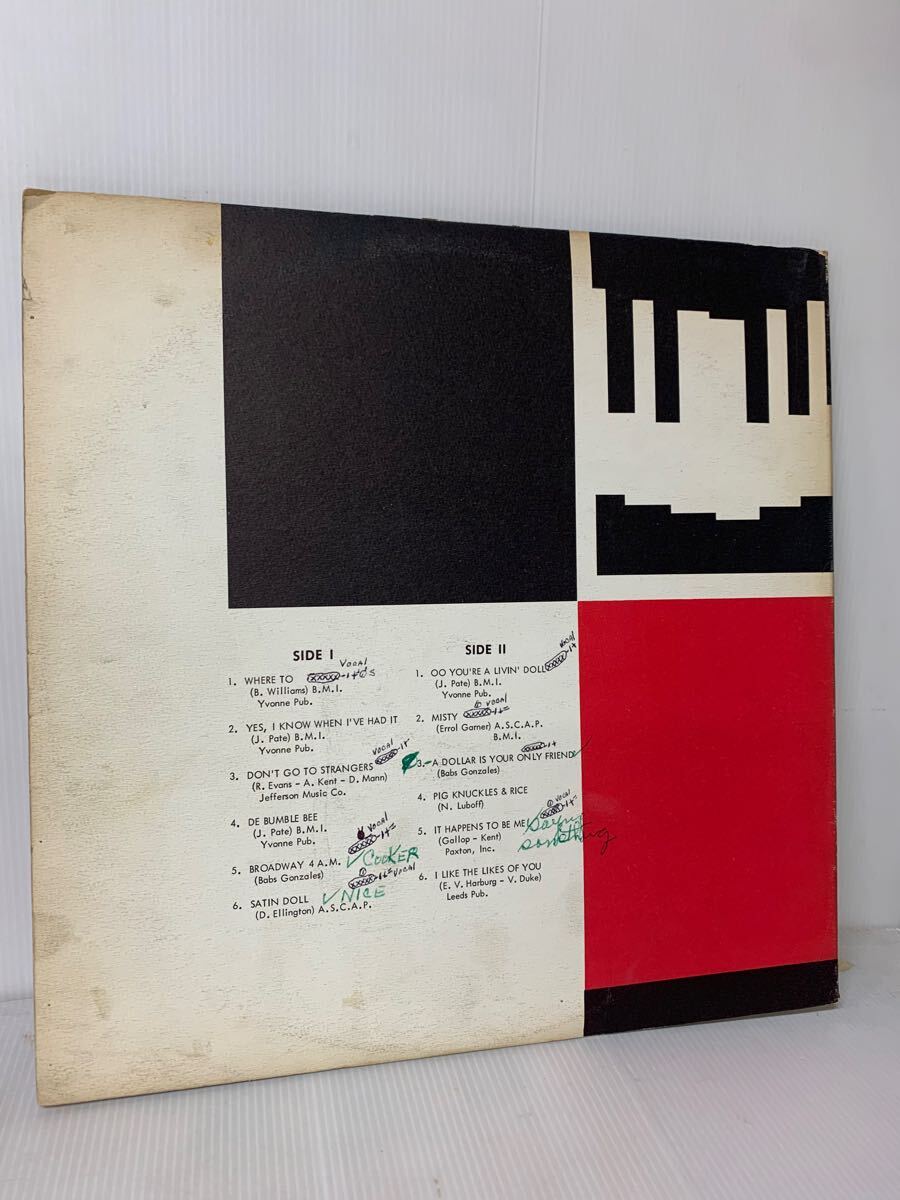 SIDE I
VOCAL
1. WHERE TO
(B. Williams) B.M.I.
Yvonne Pub.
2. YES, I KNOW WHEN I'VE HAD IT
(J. Pate) B.M.I.
Yvonne Pub.
VOCAL
3. DON'T GO TO STRANGERS
(R. Evans - A. Kent - D. Mann)
Jefferson Music Co.
4. DE BUMBLE BEE
(J. Pate) B.M.I.
Yvonne Pub.
VOCAL
5. BROADWAY 4 A.M. ✓ COOKER
(Babs Gonzales)
VOCAL
6. SATIN DOLL ✓ NICE
(D. Ellington) A.S.C.A.P.
SIDE II
VOCAL
1. OO YOU'RE A LIVIN' DOLL
(J. Pate) B.M.I.
Yvonne Pub.
VOCAL
2. MISTY
(Errol Garner) A.S.C.A.P.
B.M.I.
3. A DOLLAR IS YOUR ONLY FRIEND ✓
(Babs Gonzales)
4. PIG KNUCKLES & RICE
(N. Luboff)
VOCAL
5. IT HAPPENS TO BE ME
something
(Gallop - Kent)
Paxton, Inc.
6. I LIKE THE LIKES OF YOU
(E. V. Harburg - V. Duke)
Leeds Pub.